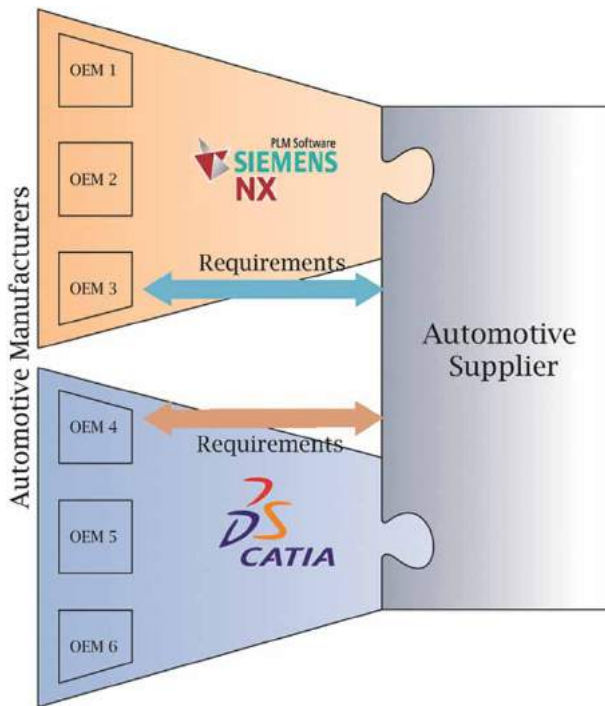 Automotive Manufacturers
OEM 1
OEM 2
OEM 3
PLM Software
SIEMENS
NX
Requirements
Automotive
Supplier
OEM 4
OEM 5
OEM 6
Requirements
DS
CATIA